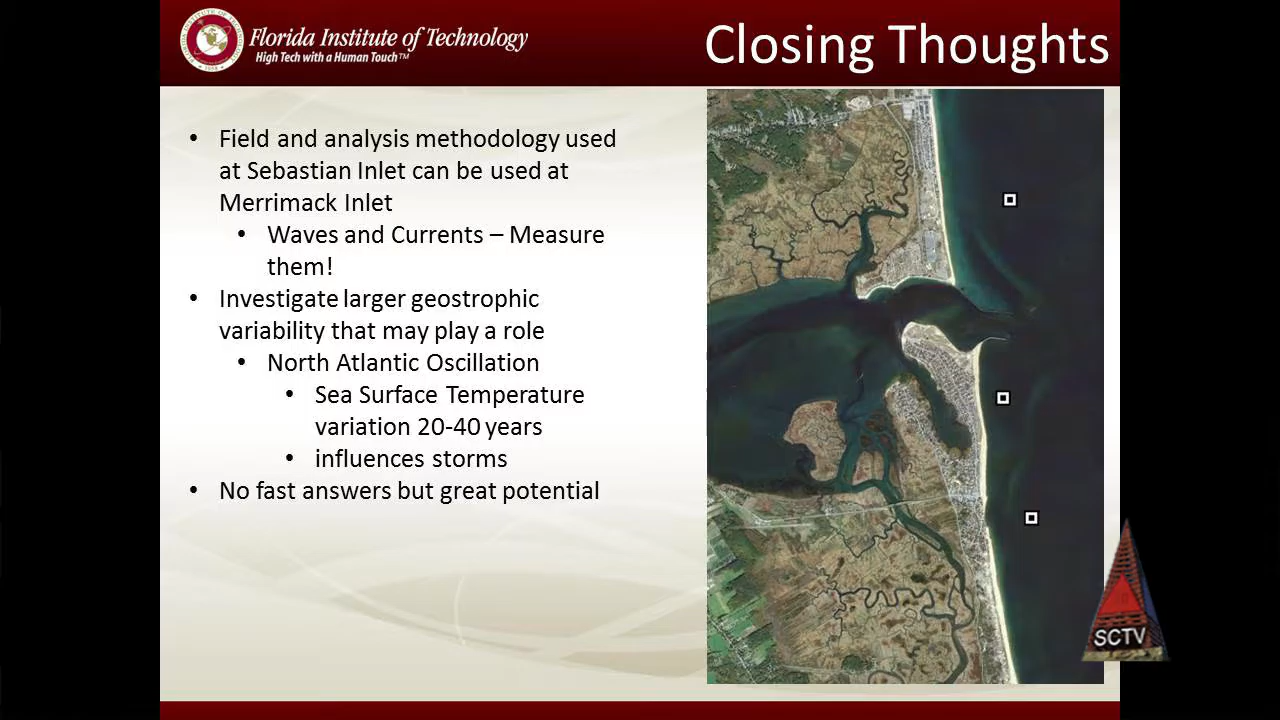 Florida Institute of Technology
High Tech with a Human Touch™
Closing Thoughts
• Field and analysis methodology used
at Sebastian Inlet can be used at
Merrimack Inlet
• Waves and Currents – Measure
them!
• Investigate larger geostrophic
variability that may play a role
• North Atlantic Oscillation
• Sea Surface Temperature
variation 20-40 years
• influences storms
• No fast answers but great potential
SCTV